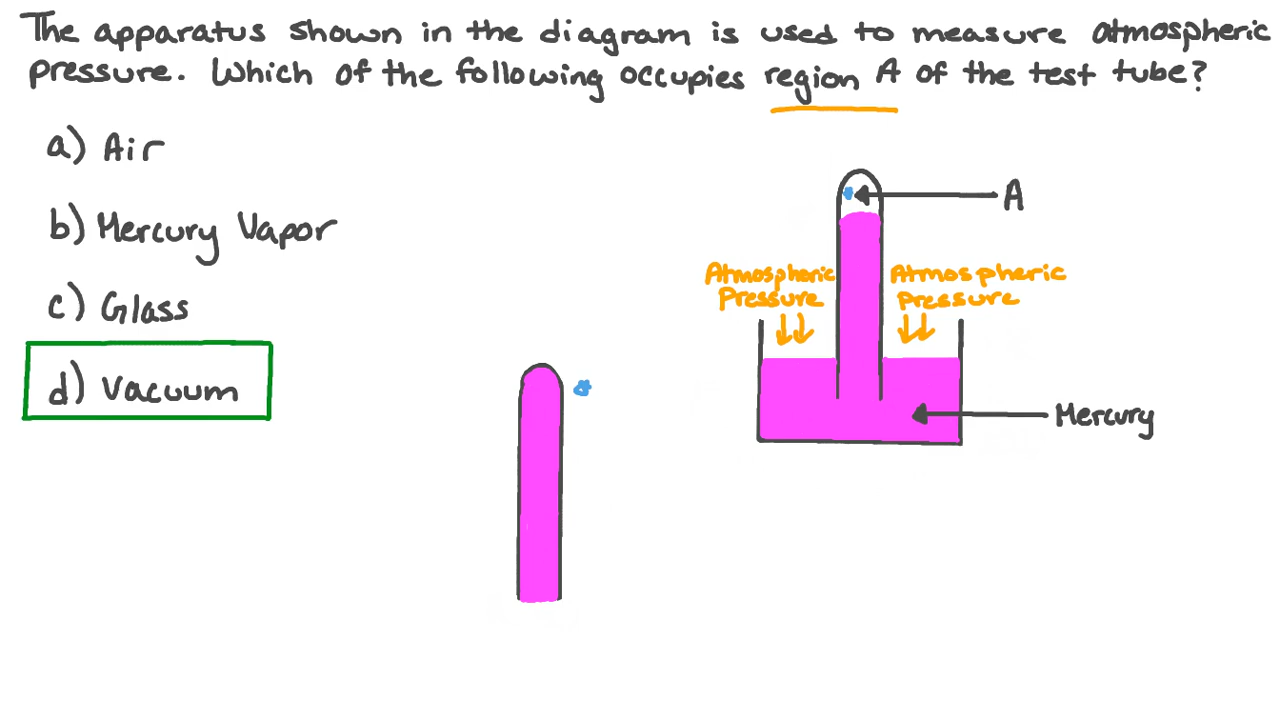 The apparatus shown in the diagram is used to measure atmospheric
pressure. Which of the following occupies region A of the test tube?
a) Air
b) Mercury Vapor
c) Glass
d) Vacuum
A
Atmospheric
Pressure
Atmospheric
Pressure
Mercury